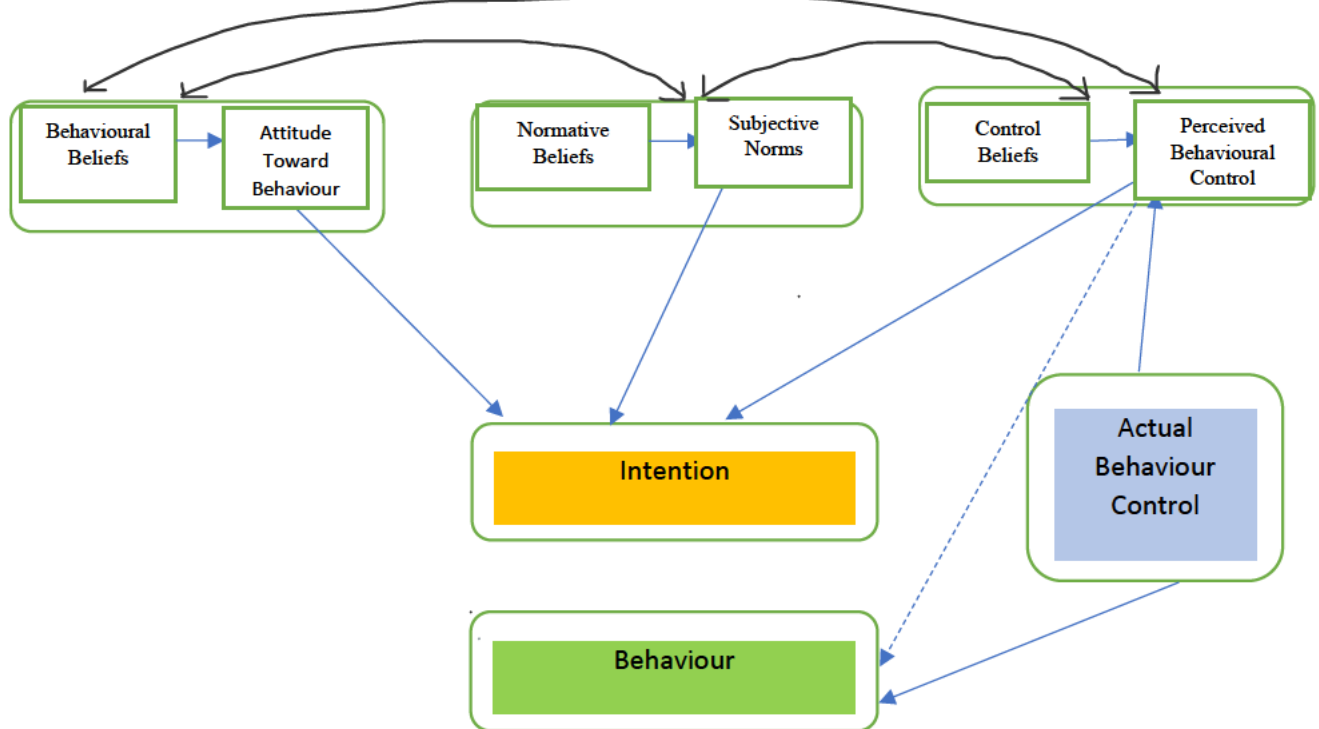 Behavioural
Beliefs
Attitude
Toward
Behaviour
Normative
Beliefs
Subjective
Norms
Control
Beliefs
Perceived
Behavioural
Control
Intention
Actual
Behaviour
Control
Behaviour